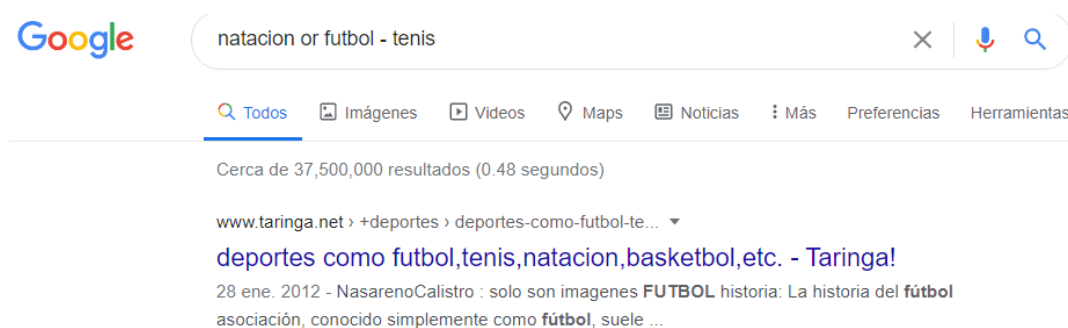 Google
natacion or futbol - tenis
Todos Imágenes Videos Maps Noticias Más Preferencias Herramientas
Cerca de 37,500,000 resultados (0.48 segundos)
www.taringa.net › +deportes › deportes-como-futbol-te...
deportes como futbol,tenis,natacion,basketbol,etc. - Taringa!
28 ene. 2012 - NasarenoCalistro : solo son imagenes FUTBOL historia: La historia del fútbol
asociación, conocido simplemente como fútbol, suele ...